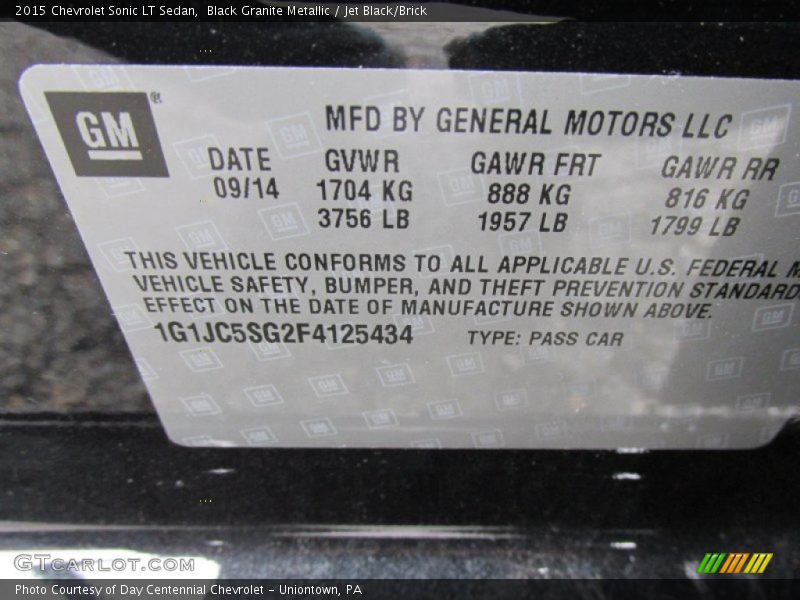 2015 Chevrolet Sonic LT Sedan,  Black Granite Metallic / Jet Black/Brick
GM®
MFD BY GENERAL MOTORS LLC
DATE GVWR GAWR FRT GAWR RR
09/14 1704 KG 888 KG 816 KG
3756 LB 1957 LB 1799 LB
THIS VEHICLE CONFORMS TO ALL APPLICABLE U.S. FEDERAL M
VEHICLE SAFETY, BUMPER, AND THEFT PREVENTION STANDARD
EFFECT ON THE DATE OF MANUFACTURE SHOWN ABOVE.
1G1JC5SG2F4125434 TYPE: PASS CAR
GTcarlot.com
Photo Courtesy of Day Centennial Chevrolet - Uniontown, PA